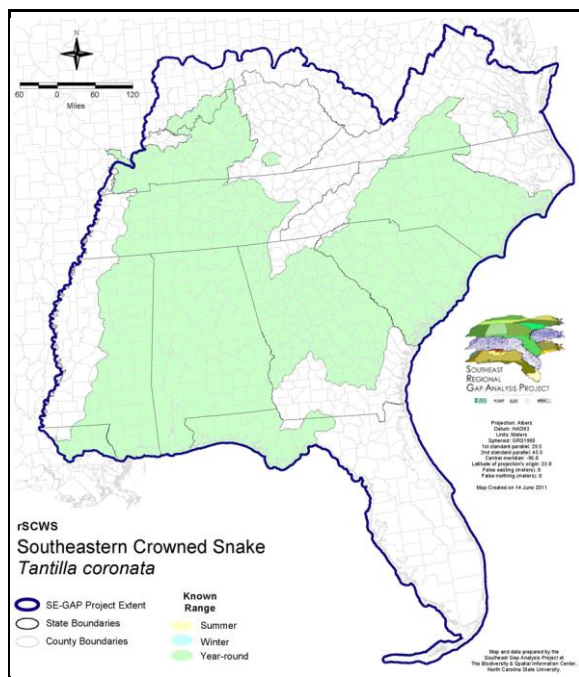 N
60 0 60 120
Miles
SOUTHEAST
REGIONAL
GAP ANALYSIS PROJECT
Projection: Albers
Datum: NAD83
Units: Meters
Spheroid: GRS1980
1st standard parallel: 29.5
2nd standard parallel: 45.5
Central meridian: -96.0
Latitude of projection's origin: 23.0
False easting (meters): 0
False northing (meters): 0
Map Created on 14 June 2011
rSCWS
Southeastern Crowned Snake
Tantilla coronata
SE-GAP Project Extent
State Boundaries
County Boundaries
Known
Range
Summer
Winter
Year-round
Map and data prepared by the
Southeast Gap Analysis Project at
The Biodiversity & Spatial Information Center,
North Carolina State University.